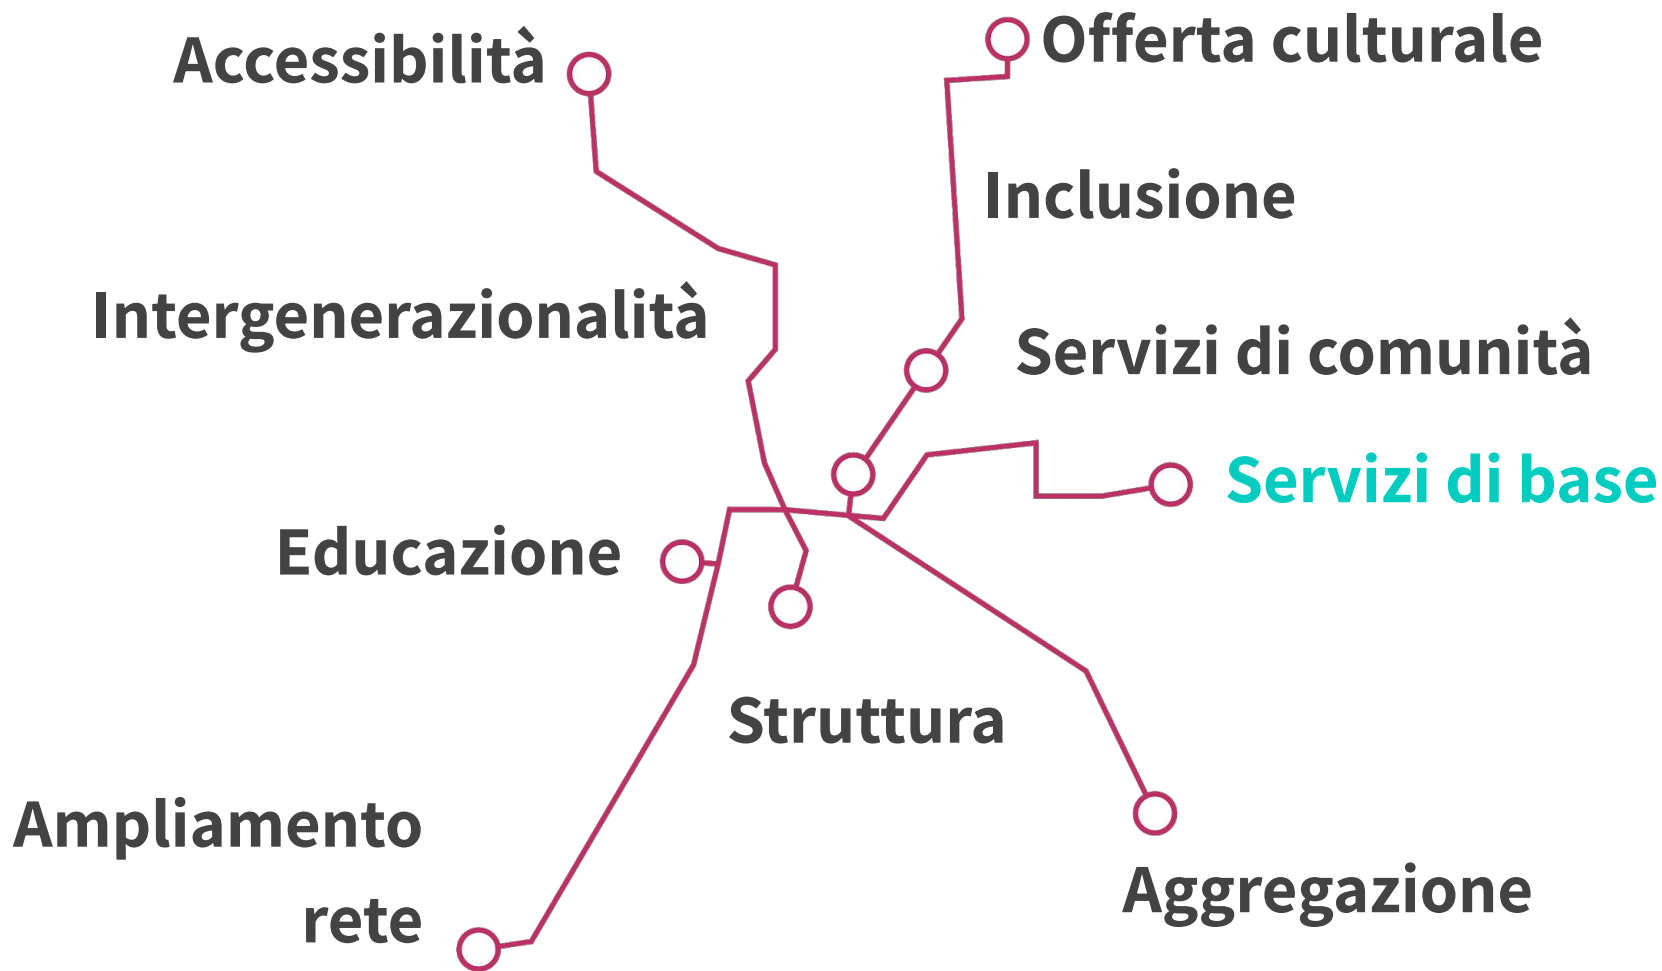 Accessibilità
Offerta culturale
Inclusione
Intergenerazionalità
Servizi di comunità
Servizi di base
Educazione
Struttura
Ampliamento
rete
Aggregazione